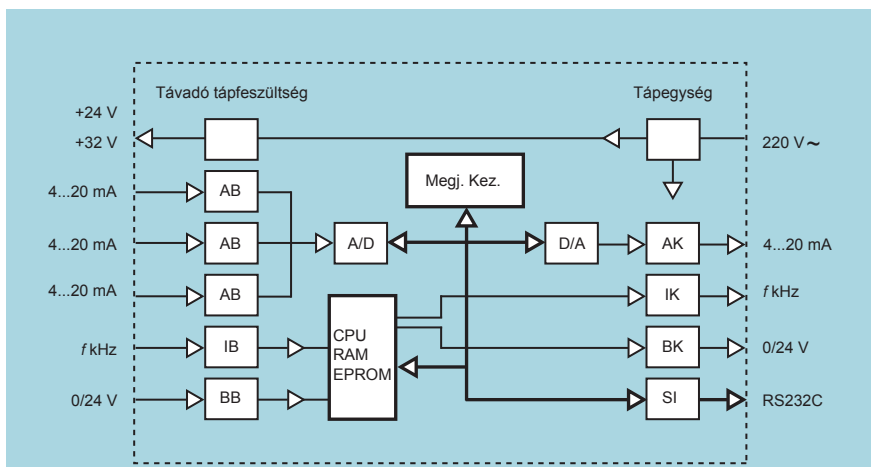 Távadó tápfeszültség
Tápegység
+24 V
+32 V
220 V~
Megj. Kez.
4...20 mA
AB
4...20 mA
AB
A/D
D/A
AK
4...20 mA
4...20 mA
AB
IK
f kHz
f kHz
IB
CPU
RAM
EPROM
BK
0/24 V
0/24 V
BB
SI
RS232C